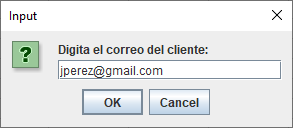 Input
Digita el correo del cliente:
jperez@gmail.com
OK Cancel